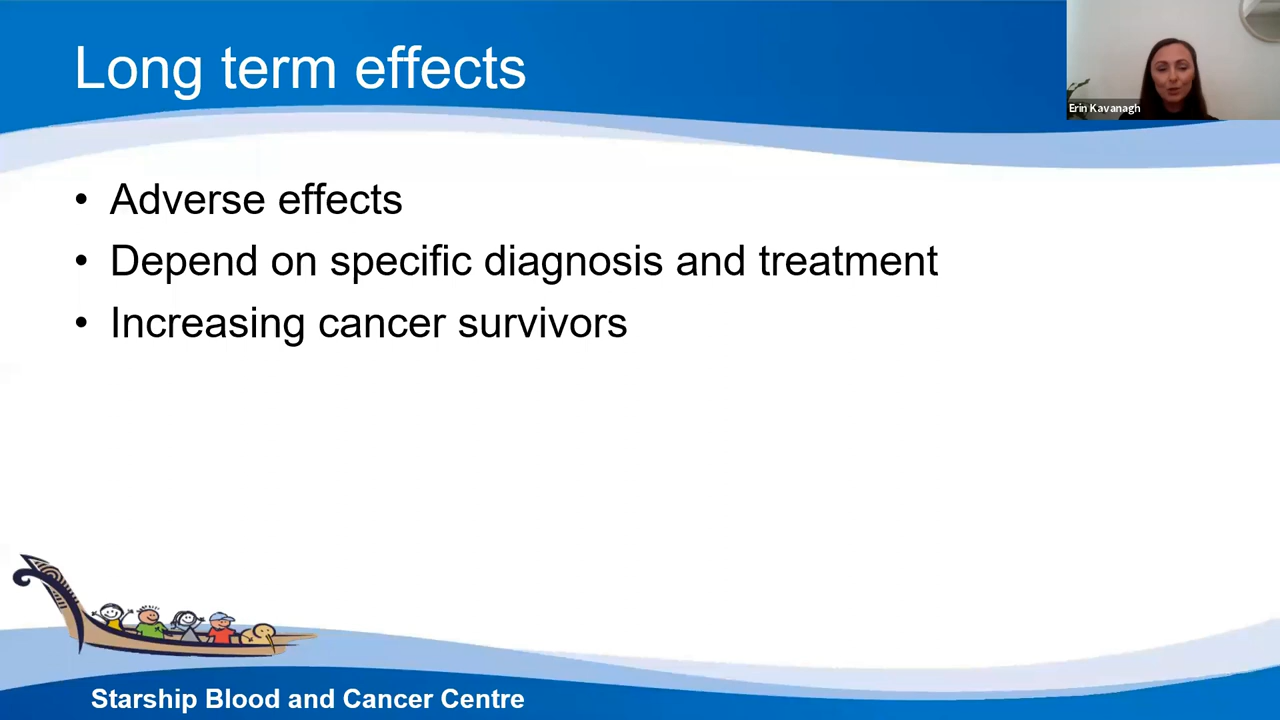 Long term effects
Erin Kavanagh
• Adverse effects
• Depend on specific diagnosis and treatment
• Increasing cancer survivors
Starship Blood and Cancer Centre